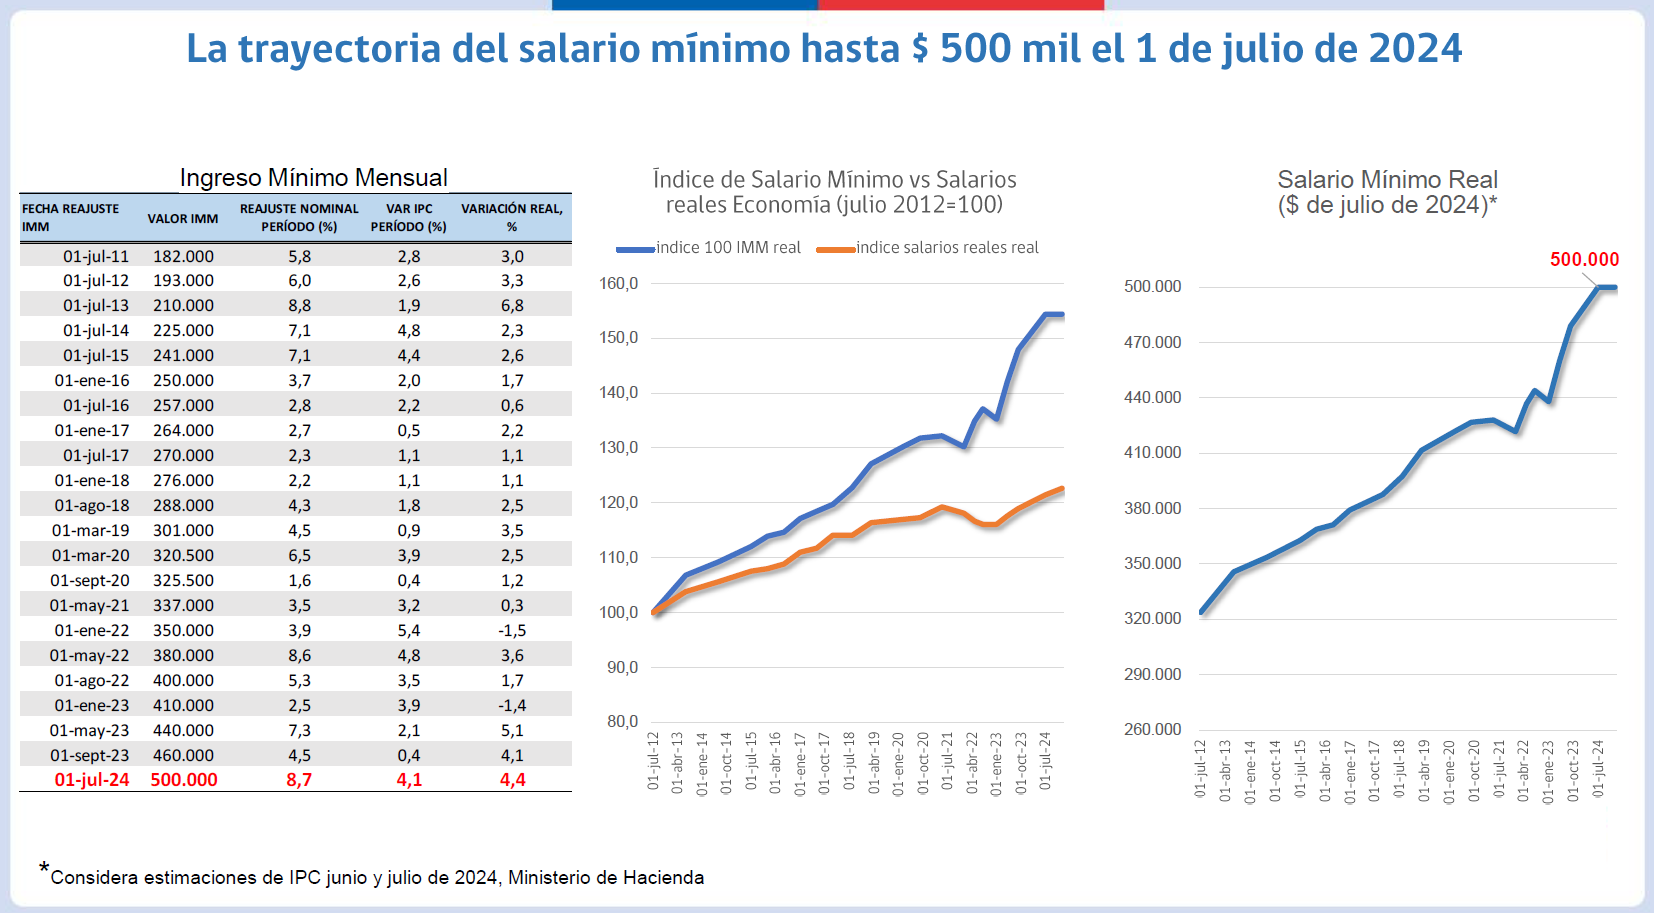 La trayectoria del salario mínimo hasta $ 500 mil el 1 de julio de 2024
Ingreso Mínimo Mensual
FECHA REAJUSTE IMM VALOR IMM REAJUSTE NOMINAL PERÍODO (%) VAR IPC PERÍODO (%) VARIACIÓN REAL, %
01-jul-11 182.000 5,8 2,8 3,0
01-jul-12 193.000 6,0 2,6 3,3
01-jul-13 210.000 8,8 1,9 6,8
01-jul-14 225.000 7,1 4,8 2,3
01-jul-15 241.000 7,1 4,4 2,6
01-ene-16 250.000 3,7 2,0 1,7
01-jul-16 257.000 2,8 2,2 0,6
01-ene-17 264.000 2,7 0,5 2,2
01-jul-17 270.000 2,3 1,1 1,1
01-ene-18 276.000 2,2 1,1 1,1
01-ago-18 288.000 4,3 1,8 2,5
01-mar-19 301.000 4,5 0,9 3,5
01-mar-20 320.500 6,5 3,9 2,5
01-sept-20 325.500 1,6 0,4 1,2
01-may-21 337.000 3,5 3,2 0,3
01-ene-22 350.000 3,9 5,4 -1,5
01-may-22 380.000 8,6 4,8 3,6
01-ago-22 400.000 5,3 3,5 1,7
01-ene-23 410.000 2,5 3,9 -1,4
01-may-23 440.000 7,3 2,1 5,1
01-sept-23 460.000 4,5 0,4 4,1
01-jul-24 500.000 8,7 4,1 4,4
Índice de Salario Mínimo vs Salarios
reales Economía (julio 2012=100)
indice 100 IMM real
indice salarios reales real
160,0
150,0
140,0
130,0
120,0
110,0
100,0
90,0
80,0
01-jul-12
01-abr-13
01-ene-14
01-oct-14
01-jul-15
01-abr-16
01-ene-17
01-oct-17
01-jul-18
01-abr-19
01-ene-20
01-oct-20
01-jul-21
01-abr-22
01-ene-23
01-oct-23
01-jul-24
Salario Mínimo Real
($ de julio de 2024)*
500.000
500.000
470.000
440.000
410.000
380.000
350.000
320.000
290.000
260.000
01-jul-12
01-abr-13
01-ene-14
01-oct-14
01-jul-15
01-abr-16
01-ene-17
01-oct-17
01-jul-18
01-abr-19
01-ene-20
01-oct-20
01-jul-21
01-abr-22
01-ene-23
01-oct-23
01-jul-24
*Considera estimaciones de IPC junio y julio de 2024, Ministerio de Hacienda